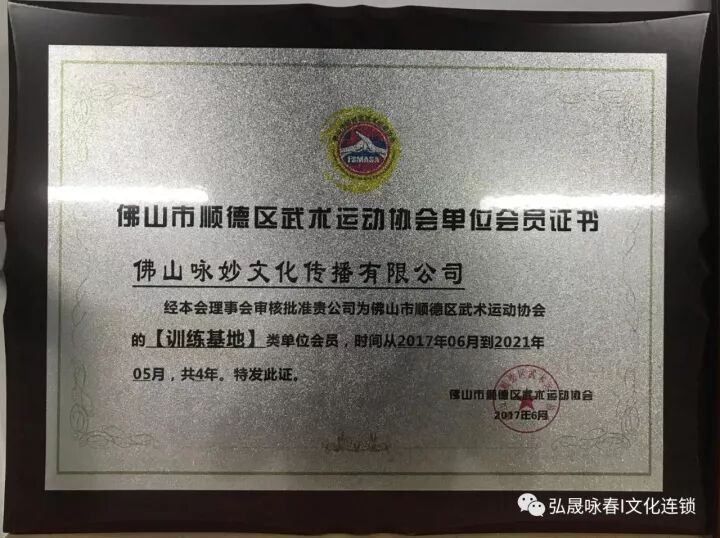 FSMASA
佛山市顺德区武术运动协会单位会员证书
佛山咏妙文化传播有限公司
经本会理事会审核批准贵公司为佛山市顺德区武术运动协会
的【训练基地】类单位会员，时间从2017年06月到2021年
05月，共4年。特发此证。
佛山市顺德区武术运动协会
2017年6月
弘晟咏春I文化连锁